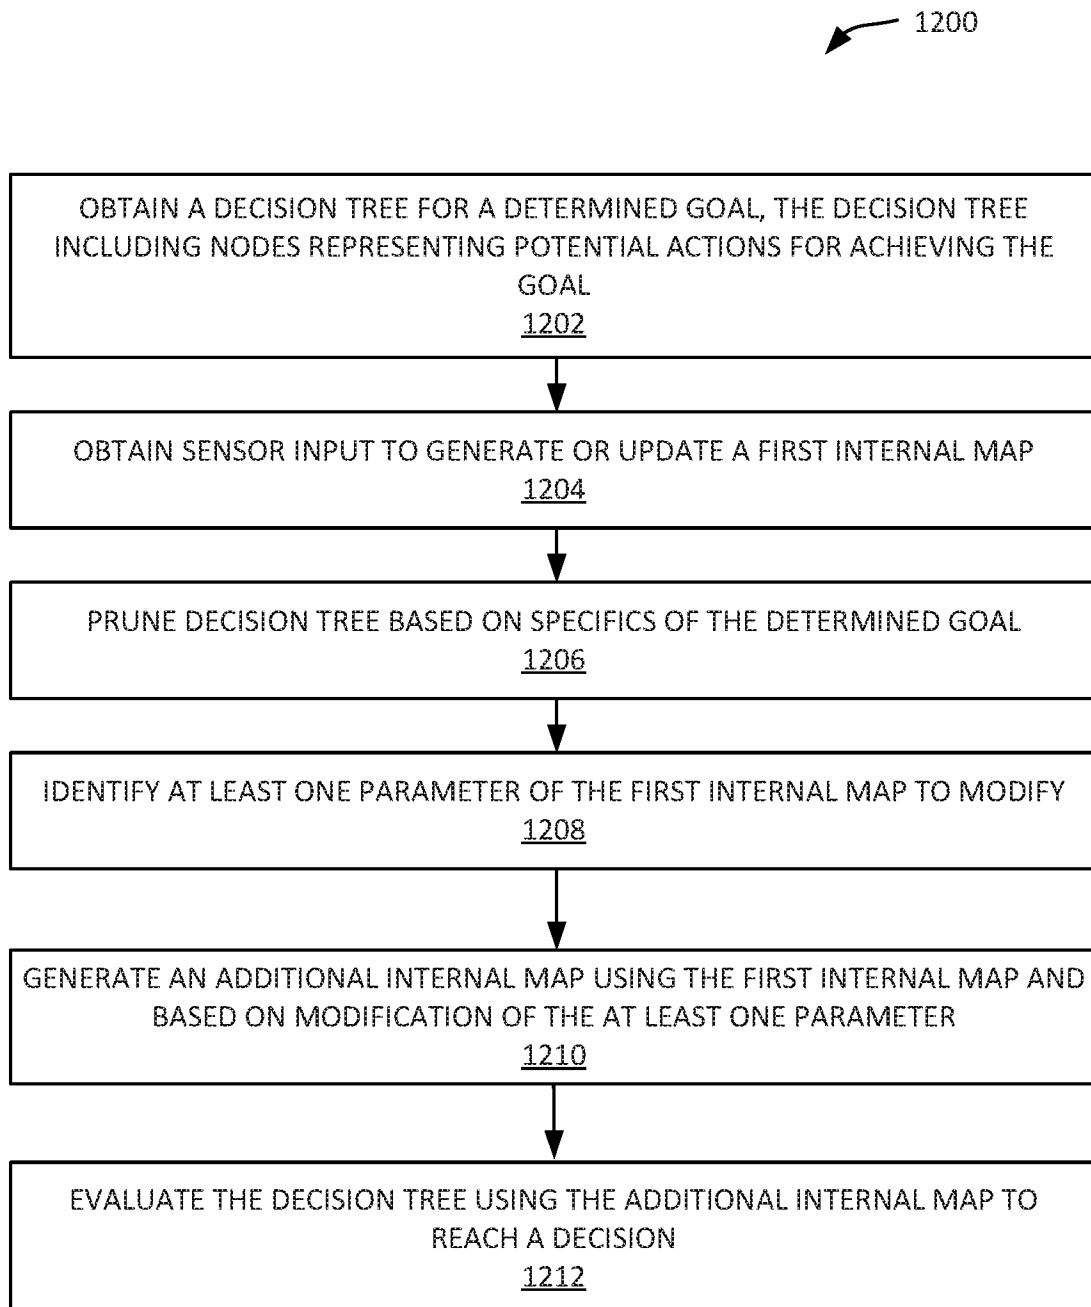 1200
OBTAIN A DECISION TREE FOR A DETERMINED GOAL, THE DECISION TREE
INCLUDING NODES REPRESENTING POTENTIAL ACTIONS FOR ACHIEVING THE
GOAL
1202
OBTAIN SENSOR INPUT TO GENERATE OR UPDATE A FIRST INTERNAL MAP
1204
PRUNE DECISION TREE BASED ON SPECIFICS OF THE DETERMINED GOAL
1206
IDENTIFY AT LEAST ONE PARAMETER OF THE FIRST INTERNAL MAP TO MODIFY
1208
GENERATE AN ADDITIONAL INTERNAL MAP USING THE FIRST INTERNAL MAP AND
BASED ON MODIFICATION OF THE AT LEAST ONE PARAMETER
1210
EVALUATE THE DECISION TREE USING THE ADDITIONAL INTERNAL MAP TO
REACH A DECISION
1212